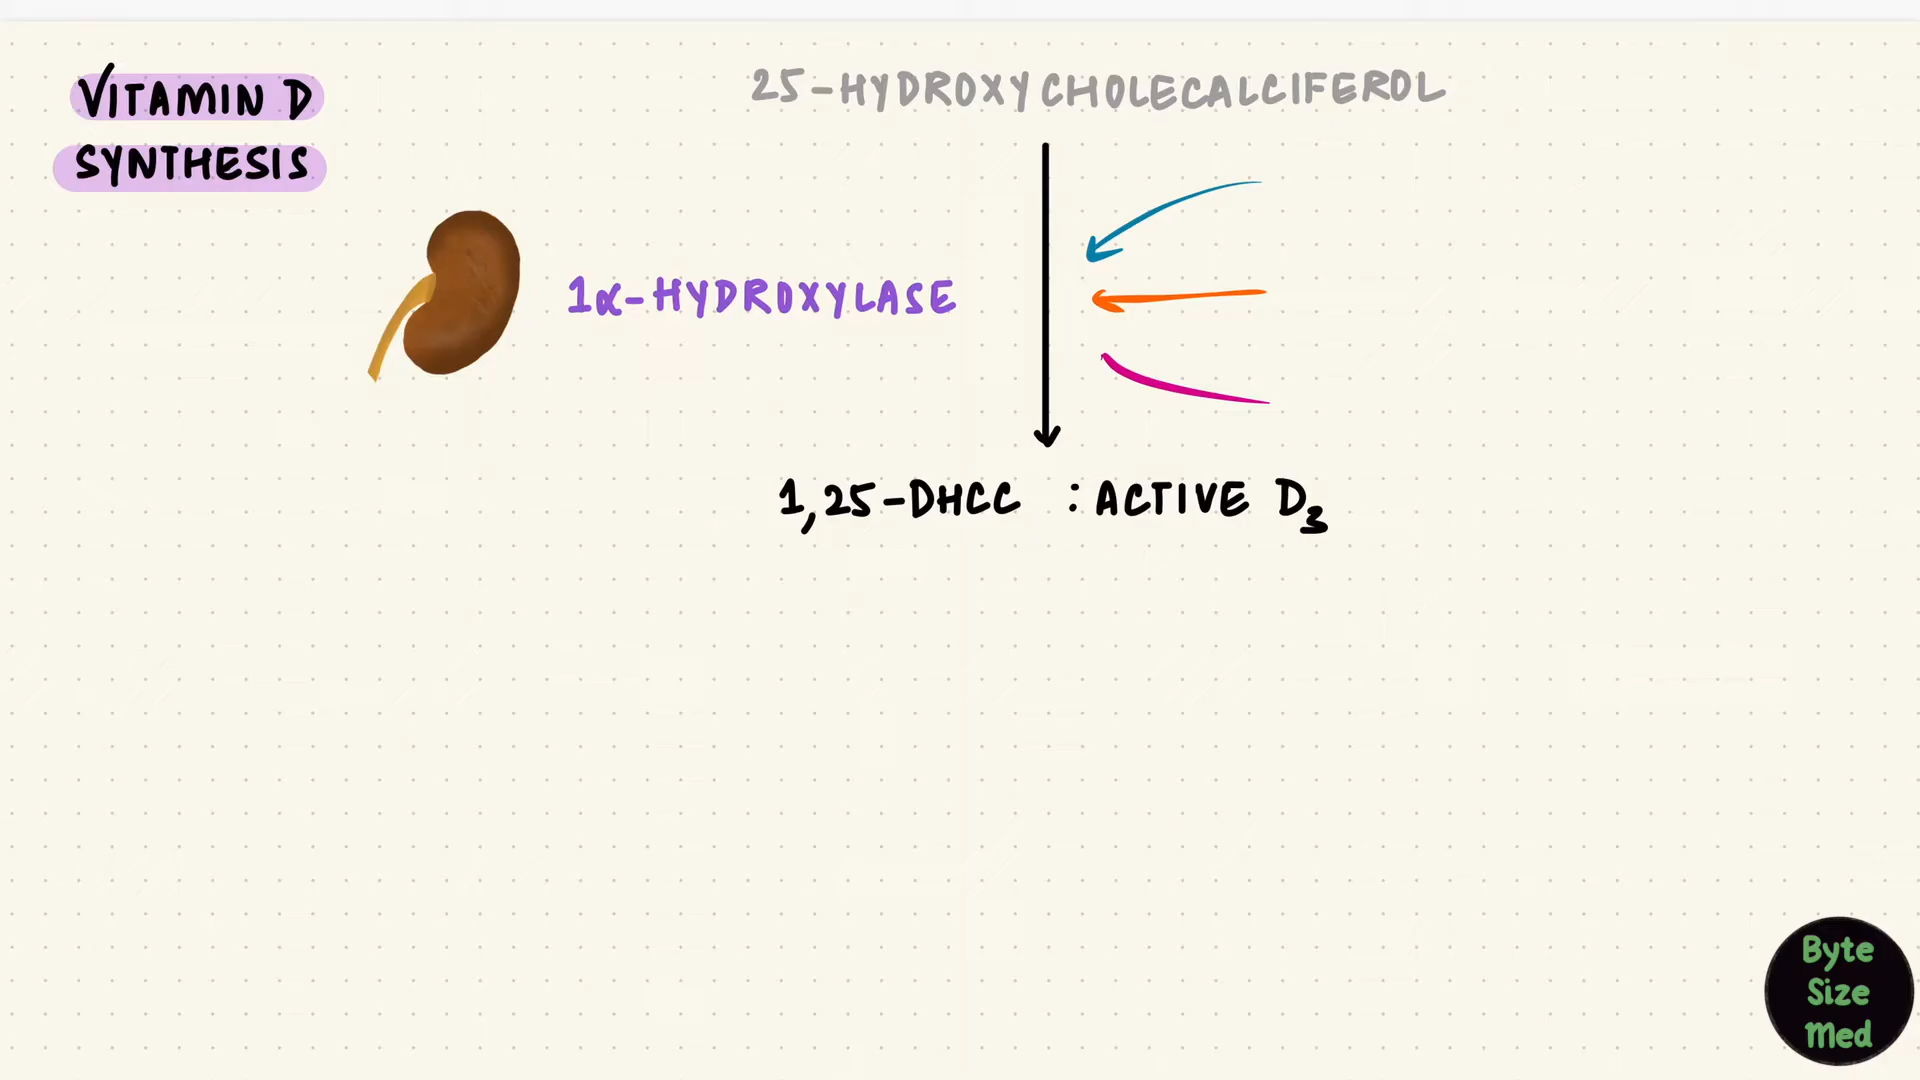 VITAMIN D
SYNTHESIS
25-HYDROXYCHOLECALCIFEROL
1α-HYDROXYLASE
1,25-DHCC : ACTIVE D₃
Byte
Size
Med